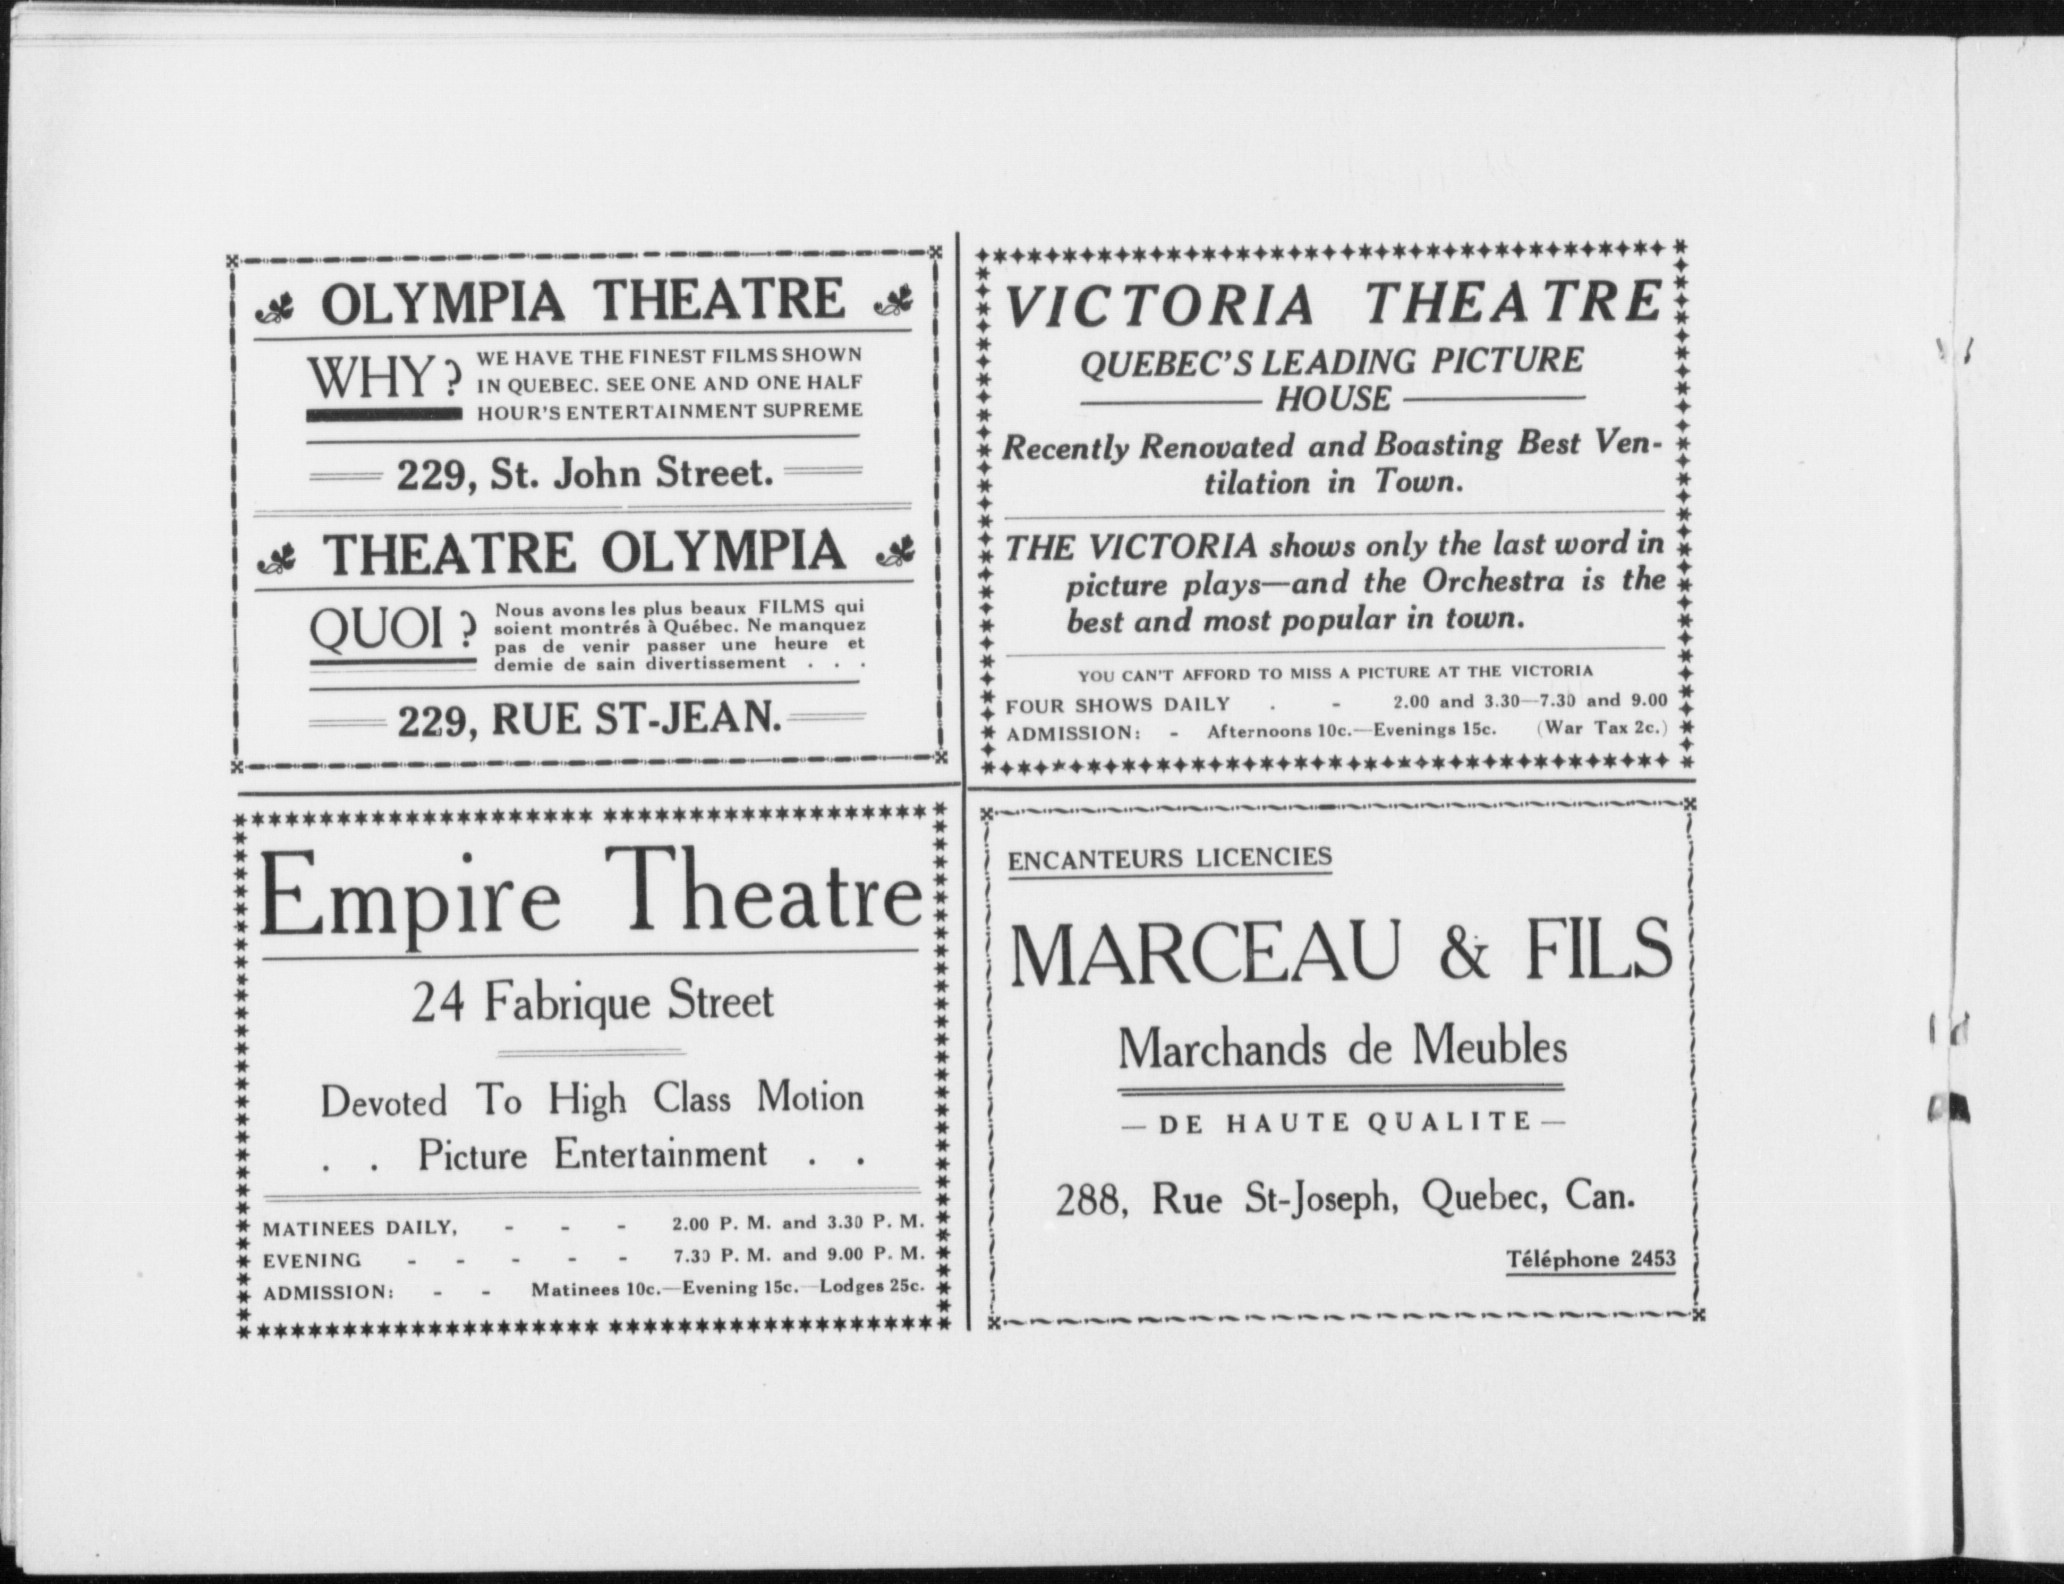 OLYMPIA THEATRE
WHY?
WE HAVE THE FINEST FILMS SHOWN
IN QUEBEC. SEE ONE AND ONE HALF
HOUR'S ENTERTAINMENT SUPREME
229, St. John Street.
THEATRE OLYMPIA
QUOI?
Nous avons les plus beaux FILMS qui
soient montrés à Québec. Ne manquez
pas de venir passer une heure et
demie de sain divertissement . . .
229, RUE ST-JEAN.
VICTORIA THEATRE
QUEBEC'S LEADING PICTURE
HOUSE
Recently Renovated and Boasting Best Ven-
tilation in Town.
THE VICTORIA shows only the last word in
picture plays—and the Orchestra is the
best and most popular in town.
YOU CAN'T AFFORD TO MISS A PICTURE AT THE VICTORIA
FOUR SHOWS DAILY . - 2.00 and 3.30—7.30 and 9.00
ADMISSION: - Afternoons 10c.—Evenings 15c. (War Tax 2c.)
Empire Theatre
24 Fabrique Street
Devoted To High Class Motion
. . Picture Entertainment . .
MATINEES DAILY, - - - 2.00 P. M. and 3.30 P. M.
EVENING - - - - - 7.30 P. M. and 9.00 P. M.
ADMISSION: - - Matinees 10c.—Evening 15c.—Lodges 25c.
ENCANTEURS LICENCIES
MARCEAU & FILS
Marchands de Meubles
— DE HAUTE QUALITE —
288, Rue St-Joseph, Quebec, Can.
Téléphone 2453